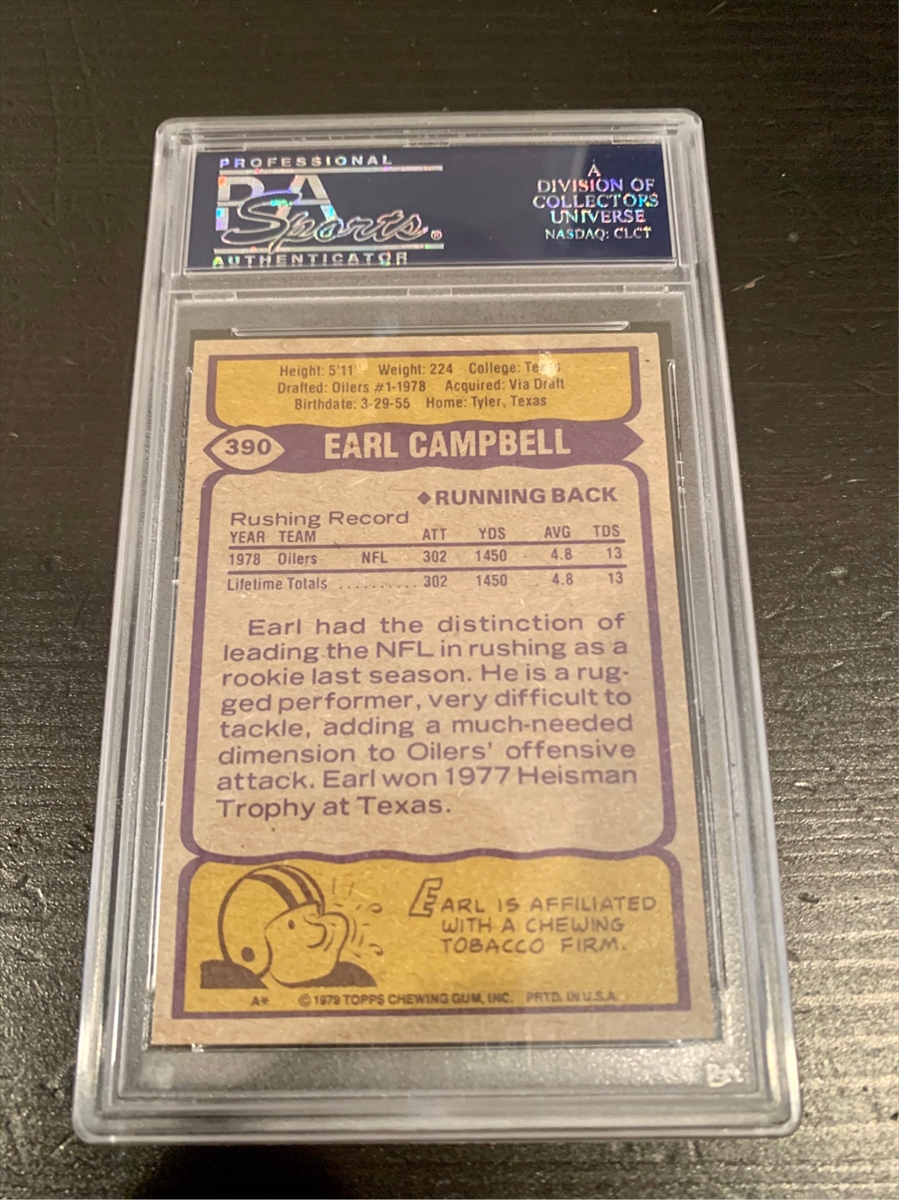 PROFESSIONAL
PSA
Sports®
AUTHENTICATOR
A
DIVISION OF
COLLECTORS
UNIVERSE
NASDAQ: CLCT
Height: 5'11 Weight: 224 College: Texas
Drafted: Oilers #1-1978 Acquired: Via Draft
Birthdate: 3-29-55 Home: Tyler, Texas
390 EARL CAMPBELL
◆RUNNING BACK
Rushing Record
YEAR TEAM ATT YDS AVG TDS
1978 Oilers NFL 302 1450 4.8 13
Lifetime Totals .......... 302 1450 4.8 13
Earl had the distinction of
leading the NFL in rushing as a
rookie last season. He is a rug-
ged performer, very difficult to
tackle, adding a much-needed
dimension to Oilers' offensive
attack. Earl won 1977 Heisman
Trophy at Texas.
EARL IS AFFILIATED
WITH A CHEWING
TOBACCO FIRM.
A* © 1979 TOPPS CHEWING GUM, INC. PRTD. IN U.S.A.
PSA